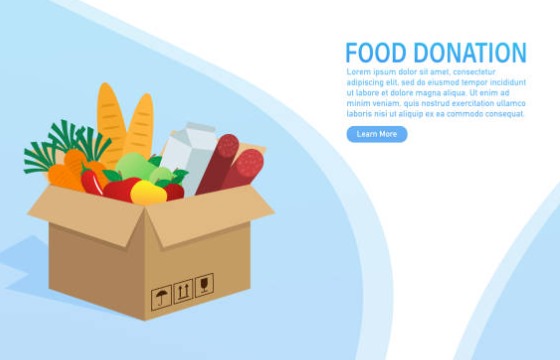 FOOD DONATION
Lorem ipsum dolor sit amet, consectetur
adipiscing elit, sed do eiusmod tempor incididunt
ut labore et dolore magna aliqua. Ut enim ad
minim veniam, quis nostrud exercitation ullamco
laboris nisi ut aliquip ex ea commodo consequat.
Learn More